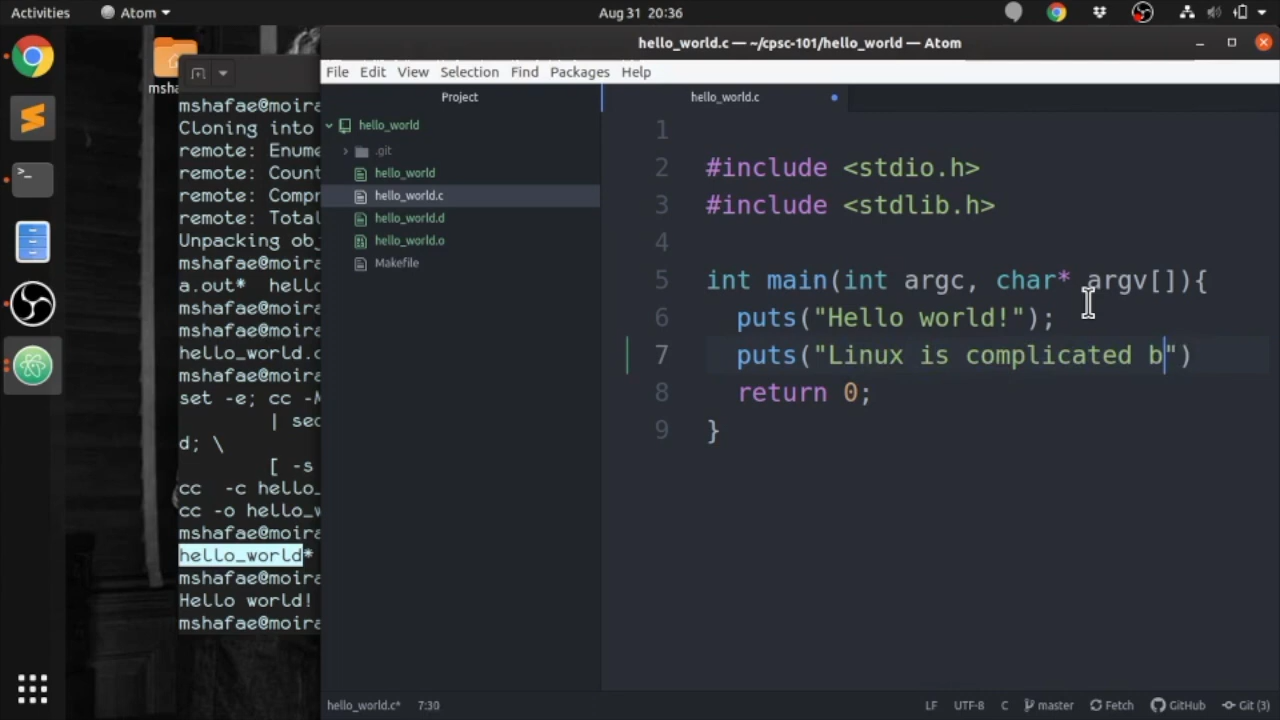 Activities
Atom
Aug 31 20:36
hello_world.c — ~/cpsc-101/hello_world — Atom
File Edit View Selection Find Packages Help
Project
hello_world
.git
hello_world
hello_world.c
hello_world.d
hello_world.o
Makefile
hello_world.c
1
2 #include <stdio.h>
3 #include <stdlib.h>
4
5 int main(int argc, char* argv[]){
6 puts("Hello world!");
7 puts("Linux is complicated b")
8 return 0;
9 }
mshafae@moira
Cloning into
remote: Enume
remote: Count
remote: Compr
remote: Total
Unpacking obj
mshafae@moira
a.out* hello
mshafae@moira
hello_world.c
mshafae@moira
set -e; cc -M
| sed
d; \
[ -s
cc -c hello_
cc -o hello_w
mshafae@moira
hello_world*
mshafae@moira
Hello world!
mshafae@moira
hello_world.c* 7:30
LF UTF-8 C master Fetch GitHub Git (3)